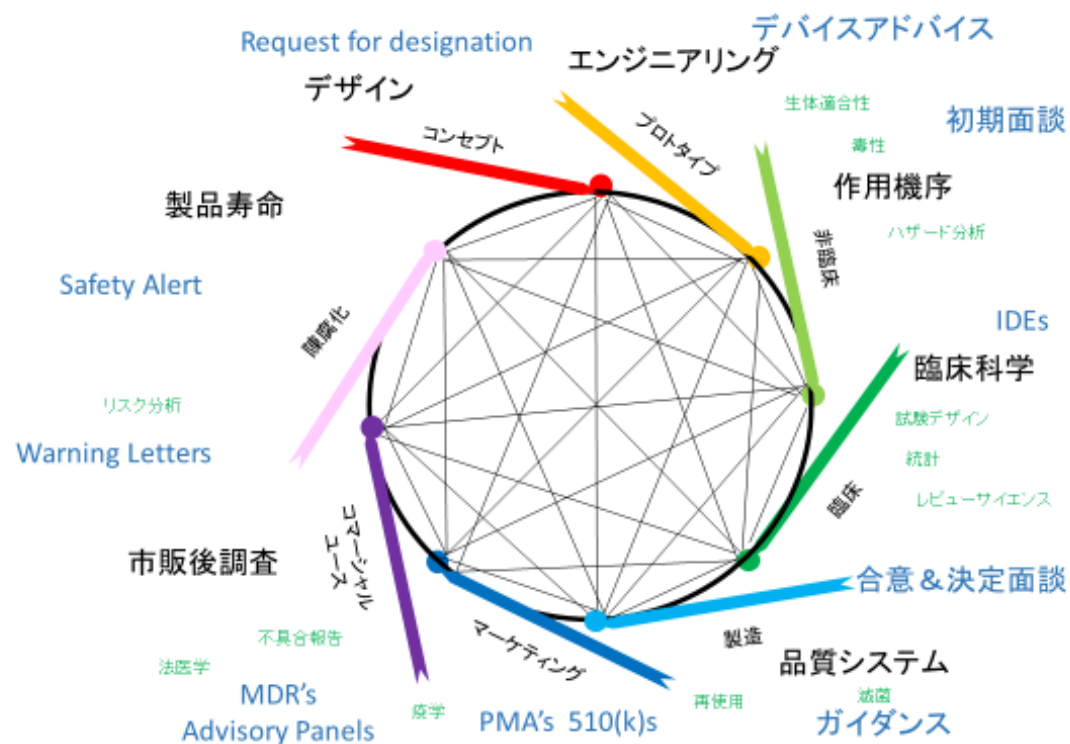 デバイスアドバイス
Request for designation
エンジニアリング
デザイン
生体適合性
初期面談
プロトタイプ
コンセプト
毒性
作用機序
製品寿命
ハザード分析
非臨床
Safety Alert
IDEs
陳腐化
臨床科学
リスク分析
試験デザイン
Warning Letters
統計
レビューサイエンス
臨床
コマーシャル
ユース
市販後調査
合意&決定面談
製造
不具合報告
マーケティング
品質システム
法医学
MDR's
Advisory Panels
疫学
PMA's 510(k)s
再使用
滅菌
ガイダンス